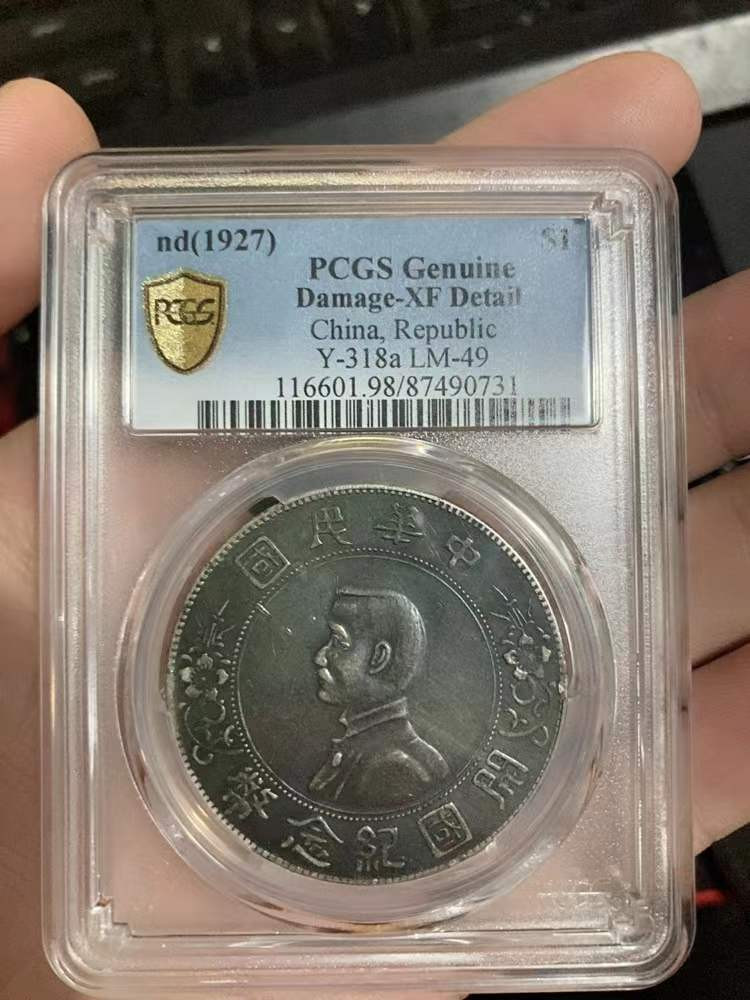 nd(1927) $1
PCGS Genuine
Damage-XF Detail
China, Republic
Y-318a LM-49
116601.98/87490731
PCGS
國民華中
幣念紀國開